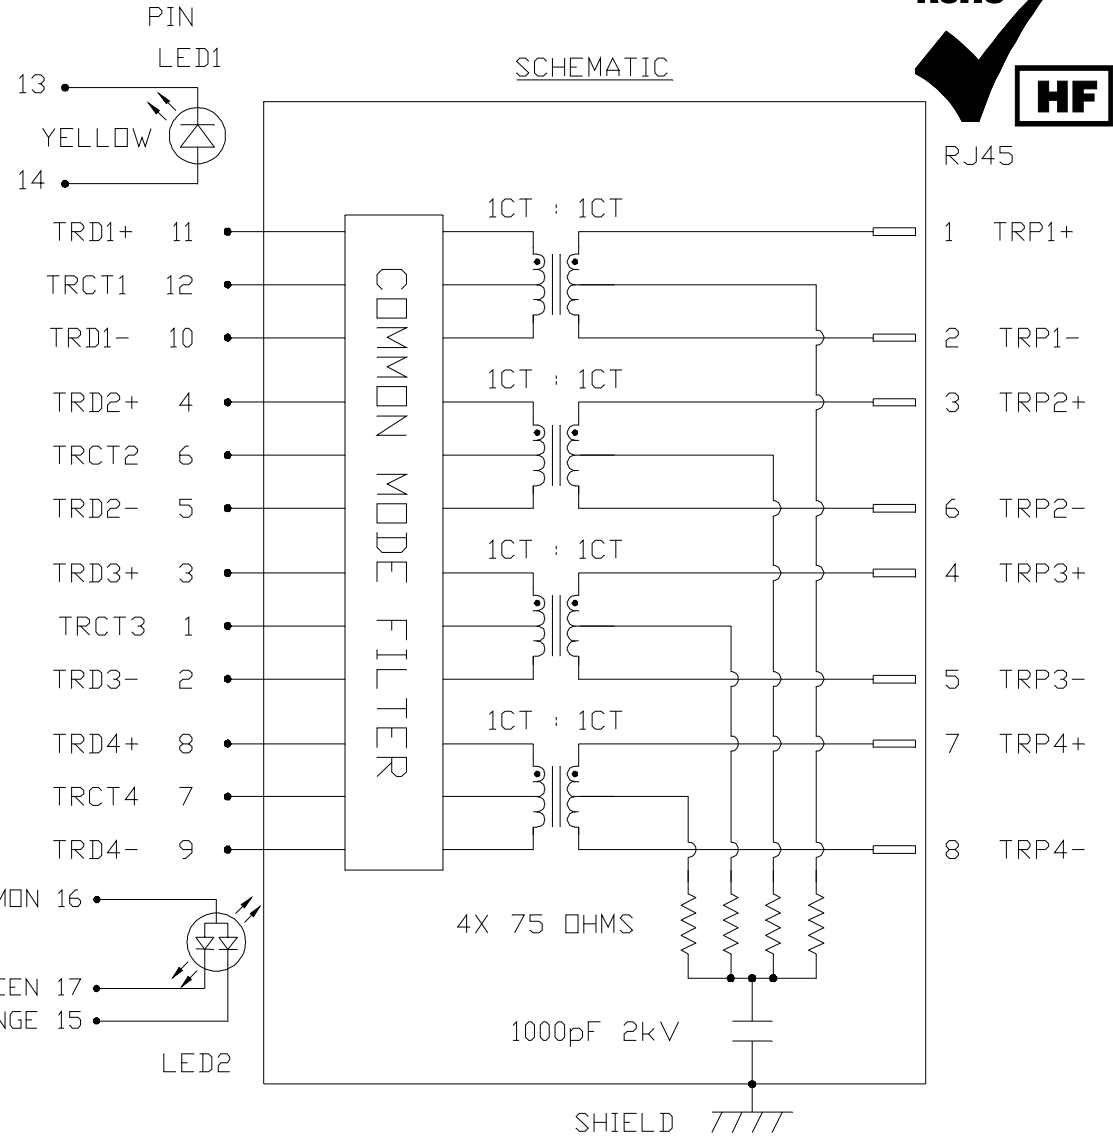 PIN
LED1
SCHEMATIC
13
YELLOW
14
HF
RJ45
1CT : 1CT
TRD1+ 11
1 TRP1+
TRCT1 12
TRD1- 10
2 TRP1-
1CT : 1CT
TRD2+ 4
3 TRP2+
TRCT2 6
TRD2- 5
6 TRP2-
1CT : 1CT
TRD3+ 3
4 TRP3+
TRCT3 1
TRD3- 2
5 TRP3-
1CT : 1CT
TRD4+ 8
7 TRP4+
TRCT4 7
TRD4- 9
8 TRP4-
COMMON MODE FILTER
16
4X 75 OHMS
17
15
1000pF 2kV
LED2
SHIELD